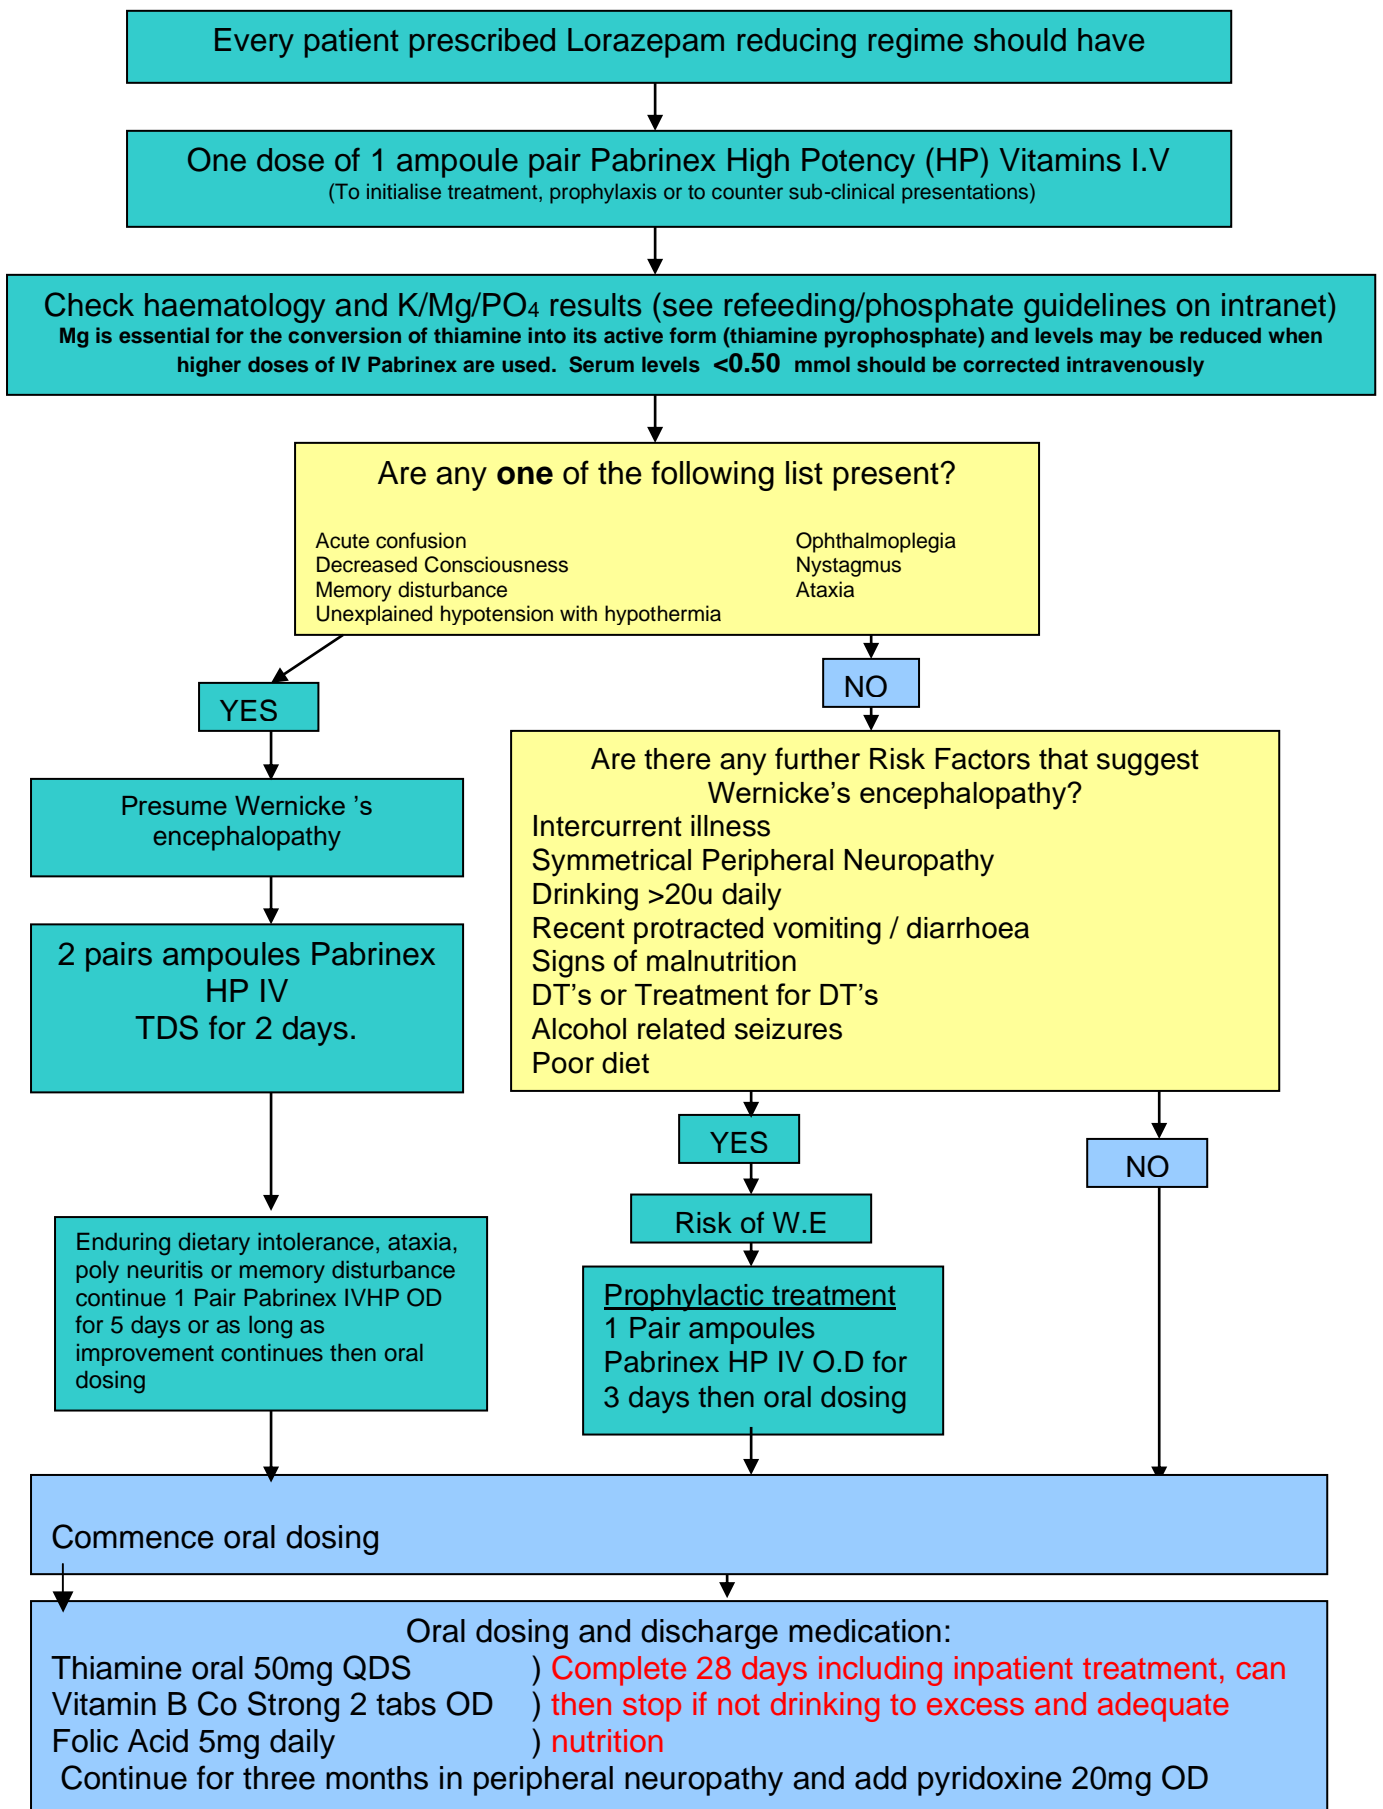 Every patient prescribed Lorazepam reducing regime should have
One dose of 1 ampoule pair Pabrinex High Potency (HP) Vitamins I.V
(To initialise treatment, prophylaxis or to counter sub-clinical presentations)
Check haematology and K/Mg/PO₄ results (see refeeding/phosphate guidelines on intranet)
Mg is essential for the conversion of thiamine into its active form (thiamine pyrophosphate) and levels may be reduced when
higher doses of IV Pabrinex are used. Serum levels <0.50 mmol should be corrected intravenously
Are any one of the following list present?
Acute confusion
Decreased Consciousness
Memory disturbance
Unexplained hypotension with hypothermia
Ophthalmoplegia
Nystagmus
Ataxia
YES
NO
Presume Wernicke 's
encephalopathy
2 pairs ampoules Pabrinex
HP IV
TDS for 2 days.
Enduring dietary intolerance, ataxia,
poly neuritis or memory disturbance
continue 1 Pair Pabrinex IVHP OD
for 5 days or as long as
improvement continues then oral
dosing
Are there any further Risk Factors that suggest
Wernicke's encephalopathy?
Intercurrent illness
Symmetrical Peripheral Neuropathy
Drinking >20u daily
Recent protracted vomiting / diarrhoea
Signs of malnutrition
DT's or Treatment for DT's
Alcohol related seizures
Poor diet
YES
NO
Risk of W.E
Prophylactic treatment
1 Pair ampoules
Pabrinex HP IV O.D for
3 days then oral dosing
Commence oral dosing
Oral dosing and discharge medication:
Thiamine oral 50mg QDS ) Complete 28 days including inpatient treatment, can
Vitamin B Co Strong 2 tabs OD ) then stop if not drinking to excess and adequate
Folic Acid 5mg daily ) nutrition
Continue for three months in peripheral neuropathy and add pyridoxine 20mg OD